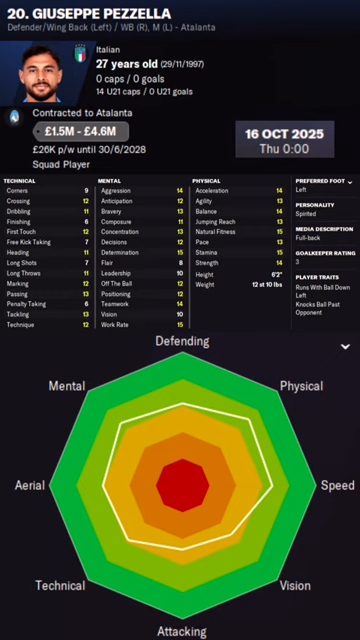 20. GIUSEPPE PEZZELLA
Defender/Wing Back (Left) / WB (R), M (L) - Atalanta
Italian
27 years old (29/11/1997)
0 caps / 0 goals
14 U21 caps / 0 U21 goals
Contracted to Atalanta
£1.5M - £4.6M
£26K p/w until 30/6/2028
Squad Player
16 OCT 2025
Thu 0:00
TECHNICAL
Corners 9
Crossing 12
Dribbling 11
Finishing 6
First Touch 12
Free Kick Taking 7
Heading 11
Long Shots 7
Long Throws 11
Marking 12
Passing 13
Penalty Taking 6
Tackling 13
Technique 12
MENTAL
Aggression 14
Anticipation 12
Bravery 13
Composure 11
Concentration 13
Decisions 12
Determination 15
Flair 8
Leadership 10
Off The Ball 12
Positioning 12
Teamwork 14
Vision 10
Work Rate 15
PHYSICAL
Acceleration 14
Agility 13
Balance 14
Jumping Reach 13
Natural Fitness 15
Pace 13
Stamina 15
Strength 14
Height 6'2"
Weight 12 st 10 lbs
PREFERRED FOOT
Left
PERSONALITY
Spirited
MEDIA DESCRIPTION
Full-back
GOALKEEPER RATING
3
PLAYER TRAITS
Runs With Ball Down
Left
Knocks Ball Past
Opponent
Defending
Mental
Physical
Aerial
Speed
Technical
Vision
Attacking